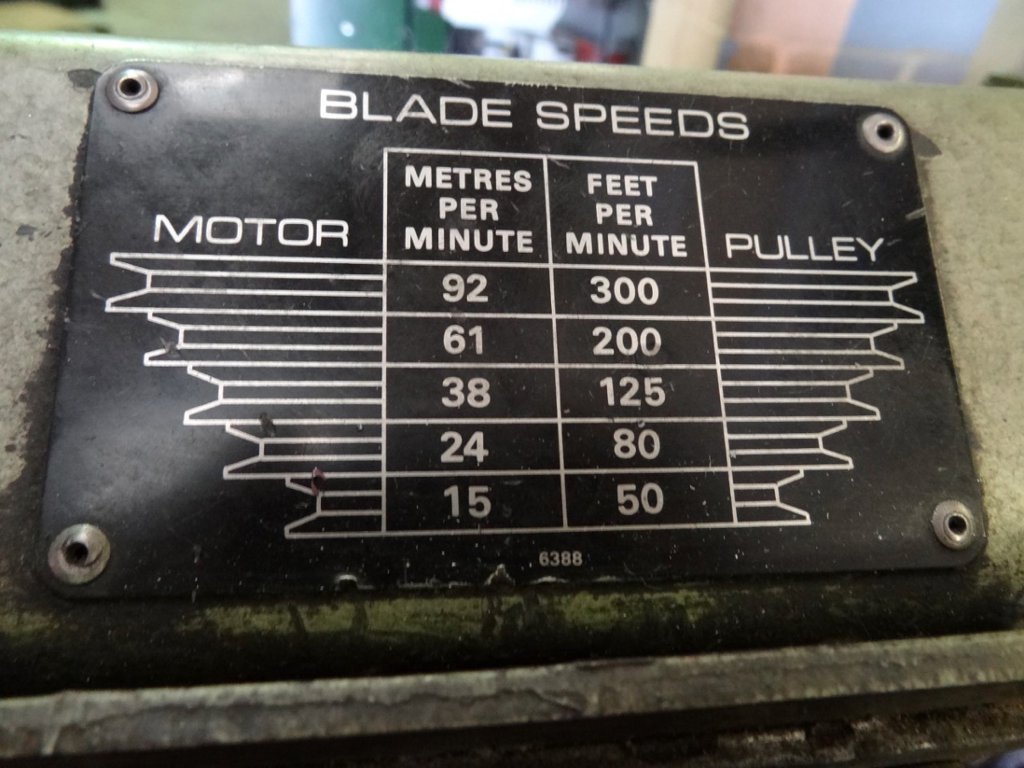 BLADE SPEEDS
MOTOR
METRES
PER
MINUTE
FEET
PER
MINUTE
PULLEY
92 300
61 200
38 125
24 80
15 50
6388